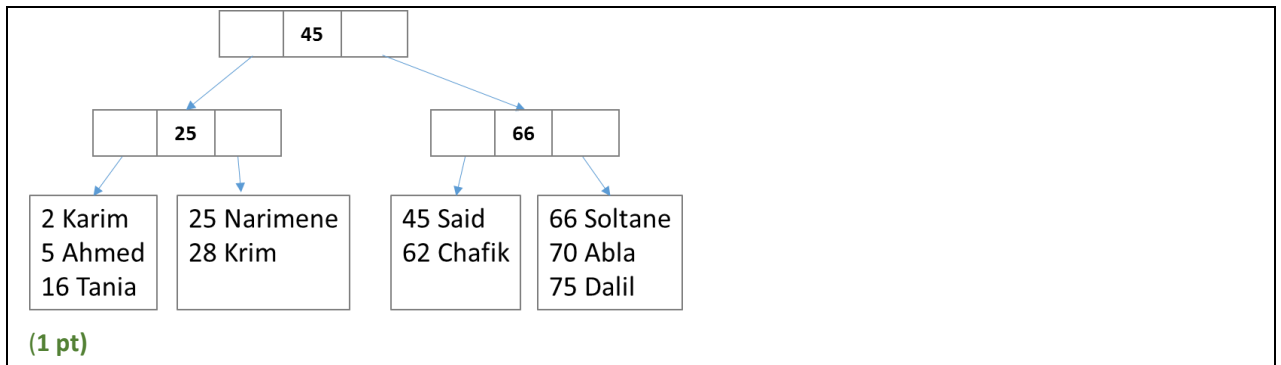 45
25
66
2 Karim
5 Ahmed
16 Tania
25 Narimene
28 Krim
45 Said
62 Chafik
66 Soltane
70 Abla
75 Dalil
(1 pt)